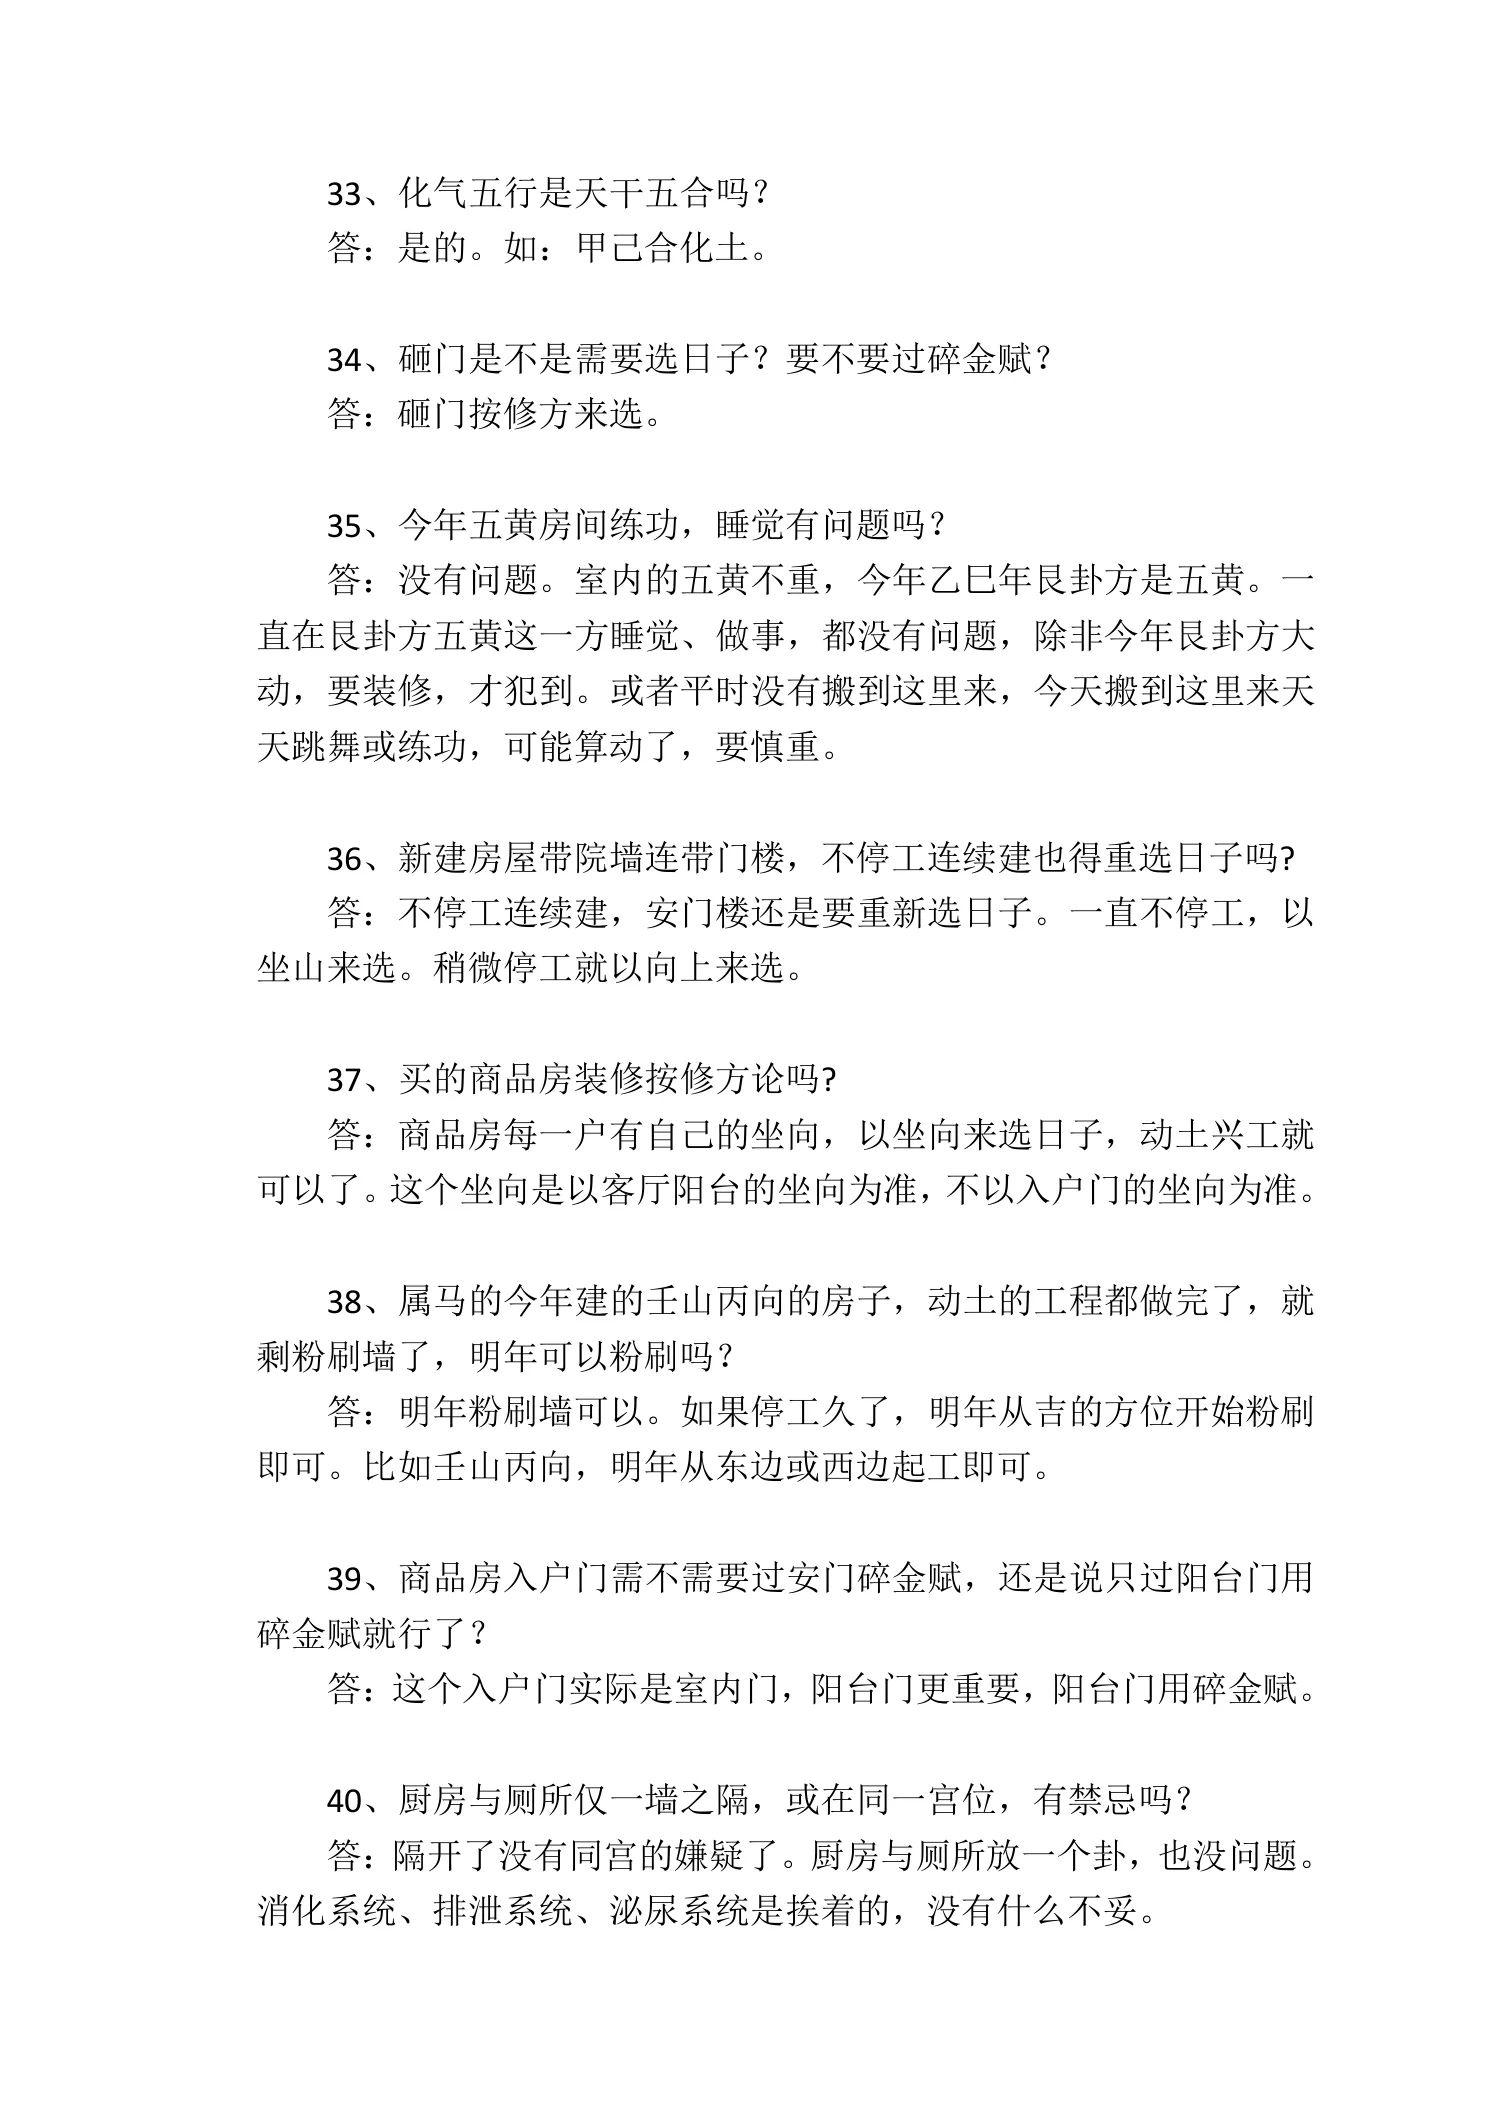 33、化气五行是天干五合吗？
答：是的。如：甲己合化土。
34、砸门是不是需要选日子？要不要过碎金赋？
答：砸门按修方来选。
35、今年五黄房间练功，睡觉有问题吗？
答：没有问题。室内的五黄不重，今年乙巳年艮卦方是五黄。一
直在艮卦方五黄这一方睡觉、做事，都没有问题，除非今年艮卦方大
动，要装修，才犯到。或者平时没有搬到这里来，今天搬到这里来天
天跳舞或练功，可能算动了，要慎重。
36、新建房屋带院墙连带门楼，不停工连续建也得重选日子吗?
答：不停工连续建，安门楼还是要重新选日子。一直不停工，以
坐山来选。稍微停工就以向上来选。
37、买的商品房装修按修方论吗?
答：商品房每一户有自己的坐向，以坐向来选日子，动土兴工就
可以了。这个坐向是以客厅阳台的坐向为准，不以入户门的坐向为准。
38、属马的今年建的壬山丙向的房子，动土的工程都做完了，就
剩粉刷墙了，明年可以粉刷吗？
答：明年粉刷墙可以。如果停工久了，明年从吉的方位开始粉刷
即可。比如壬山丙向，明年从东边或西边起工即可。
39、商品房入户门需不需要过安门碎金赋，还是说只过阳台门用
碎金赋就行了？
答：这个入户门实际是室内门，阳台门更重要，阳台门用碎金赋。
40、厨房与厕所仅一墙之隔，或在同一宫位，有禁忌吗？
答：隔开了没有同宫的嫌疑了。厨房与厕所放一个卦，也没问题。
消化系统、排泄系统、泌尿系统是挨着的，没有什么不妥。